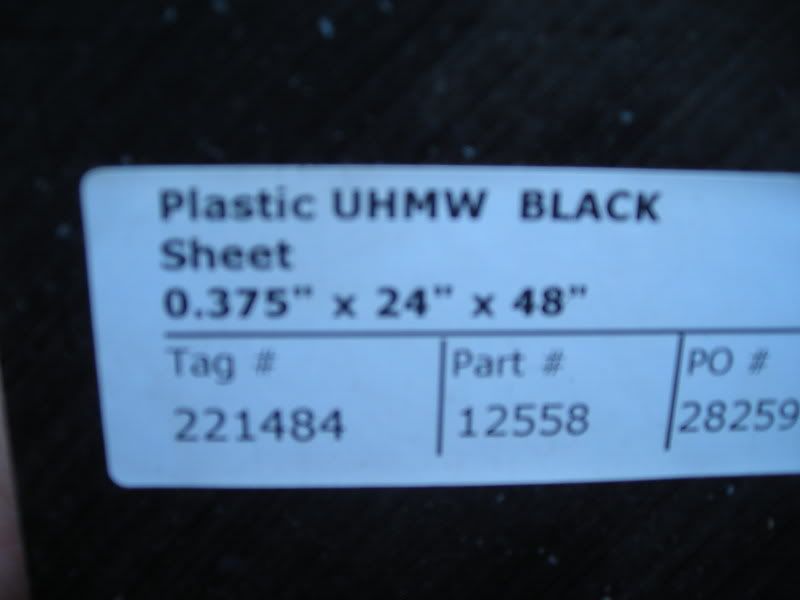 Plastic UHMW BLACK
Sheet
0.375" x 24" x 48"
Tag # Part # PO #
221484 12558 28259